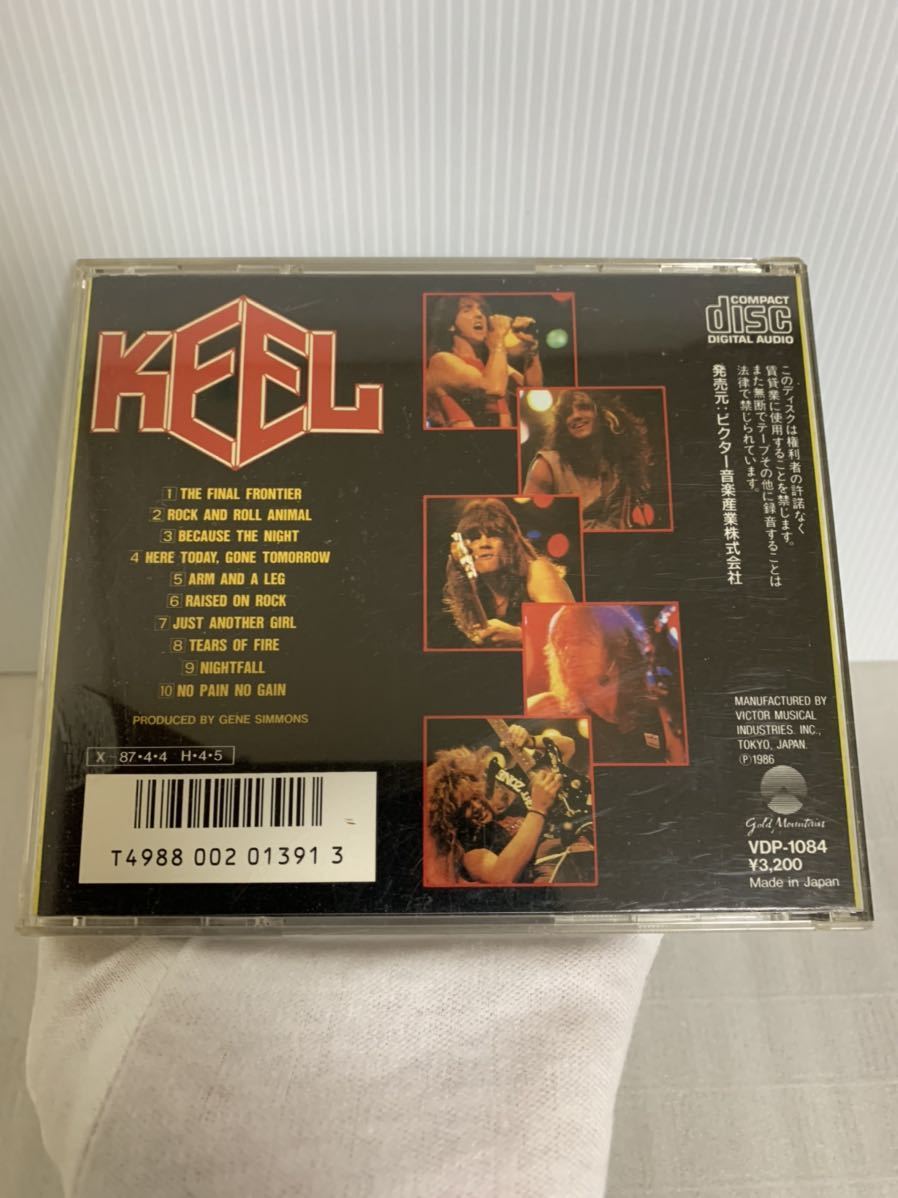 KEEL
1 THE FINAL FRONTIER
2 ROCK AND ROLL ANIMAL
3 BECAUSE THE NIGHT
4 HERE TODAY, GONE TOMORROW
5 ARM AND A LEG
6 RAISED ON ROCK
7 JUST ANOTHER GIRL
8 TEARS OF FIRE
9 NIGHTFALL
10 NO PAIN NO GAIN
PRODUCED BY GENE SIMMONS
X 87・4・4 H・4・5
T4988 002 01391 3
COMPACT
disc
DIGITAL AUDIO
このディスクは権利者の許諾なく
賃貸業に使用することを禁じます。
また無断でテープその他に録音することは
法律で禁じられています。
発売元:ビクター音楽産業株式会社
MANUFACTURED BY
VICTOR MUSICAL
INDUSTRIES. INC.,
TOKYO, JAPAN.
Ⓟ1986
Gold Mountain
VDP-1084
¥3,200
Made in Japan